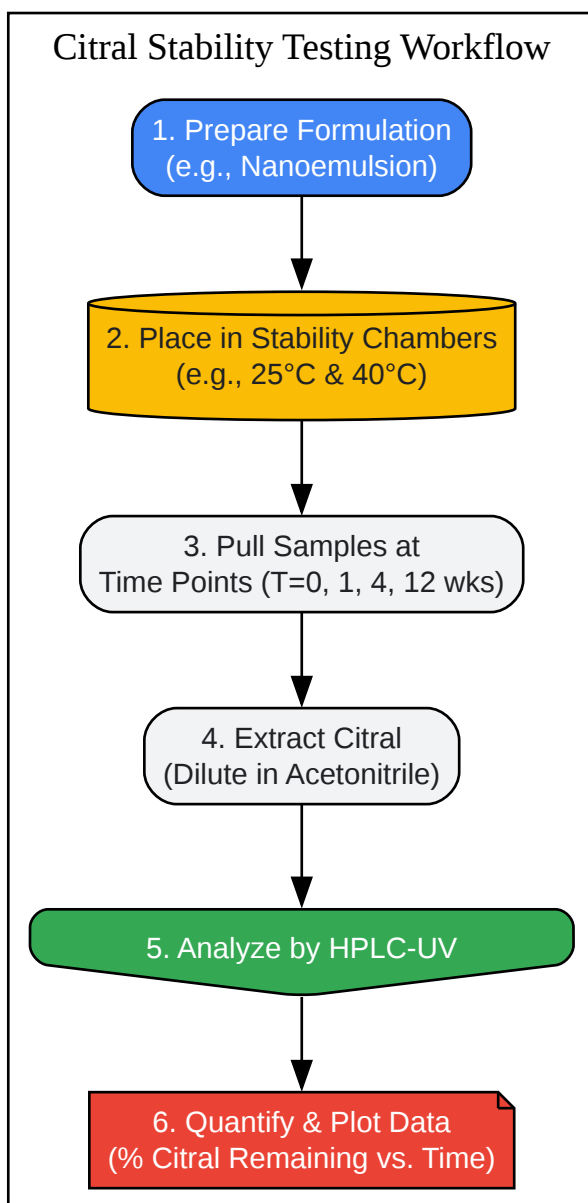 Citral Stability Testing Workflow
1. Prepare Formulation
(e.g., Nanoemulsion)
2. Place in Stability Chambers
(e.g., 25°C & 40°C)
3. Pull Samples at
Time Points (T=0, 1, 4, 12 wks)
4. Extract Citral
(Dilute in Acetonitrile)
5. Analyze by HPLC-UV
6. Quantify & Plot Data
(% Citral Remaining vs. Time)